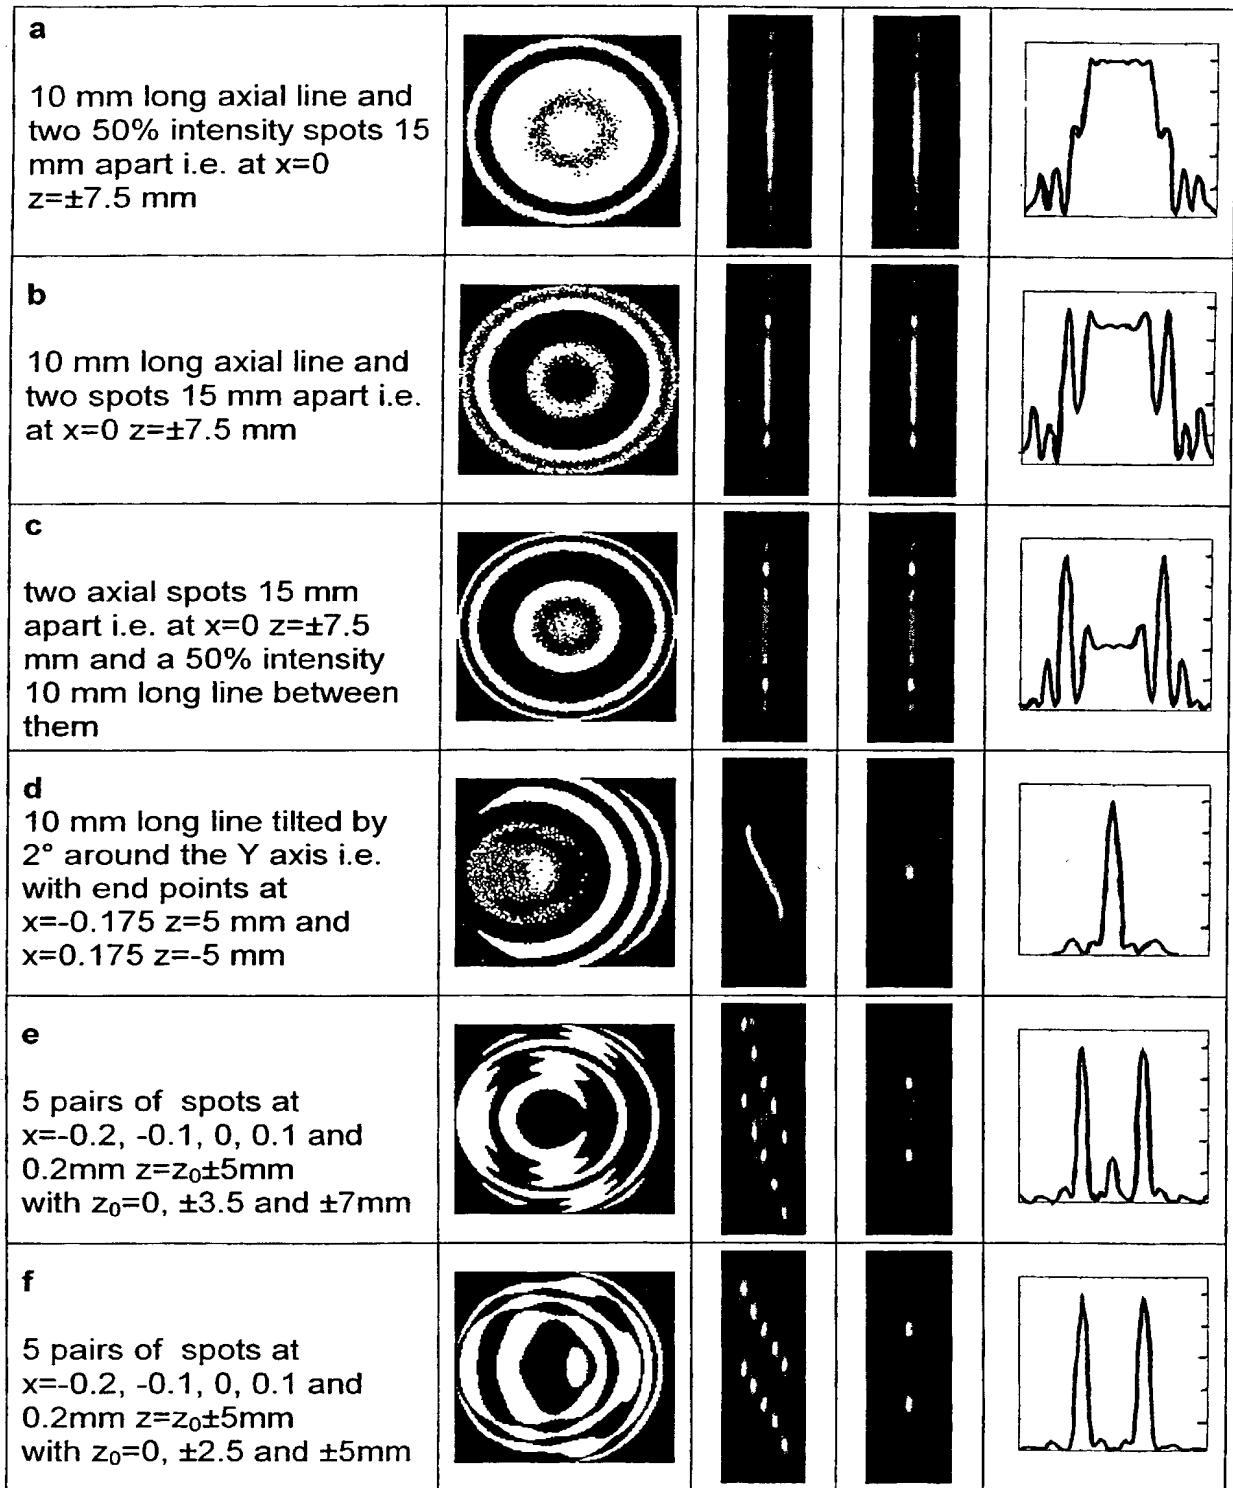 a
10 mm long axial line and
two 50% intensity spots 15
mm apart i.e. at x=0
z=±7.5 mm
b
10 mm long axial line and
two spots 15 mm apart i.e.
at x=0 z=±7.5 mm
c
two axial spots 15 mm
apart i.e. at x=0 z=±7.5
mm and a 50% intensity
10 mm long line between
them
d
10 mm long line tilted by
2° around the Y axis i.e.
with end points at
x=-0.175 z=5 mm and
x=0.175 z=-5 mm
e
5 pairs of spots at
x=-0.2, -0.1, 0, 0.1 and
0.2mm z=z₀±5mm
with z₀=0, ±3.5 and ±7mm
f
5 pairs of spots at
x=-0.2, -0.1, 0, 0.1 and
0.2mm z=z₀±5mm
with z₀=0, ±2.5 and ±5mm